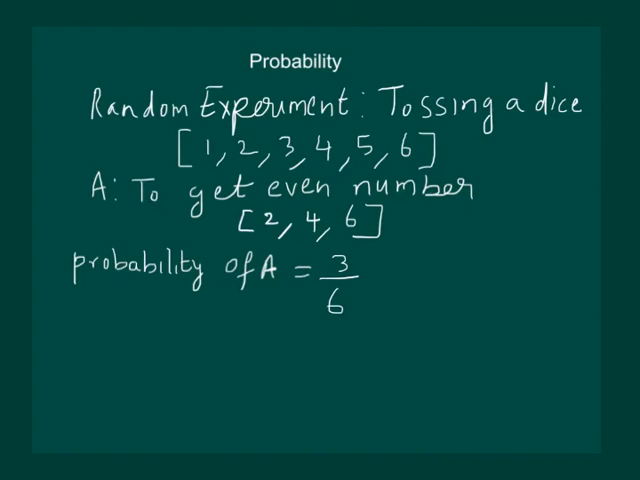 Probability
Random Experiment: Tossing a dice
[1, 2, 3, 4, 5, 6]
A: To get even number
[2, 4, 6]
probability of A = 3
6